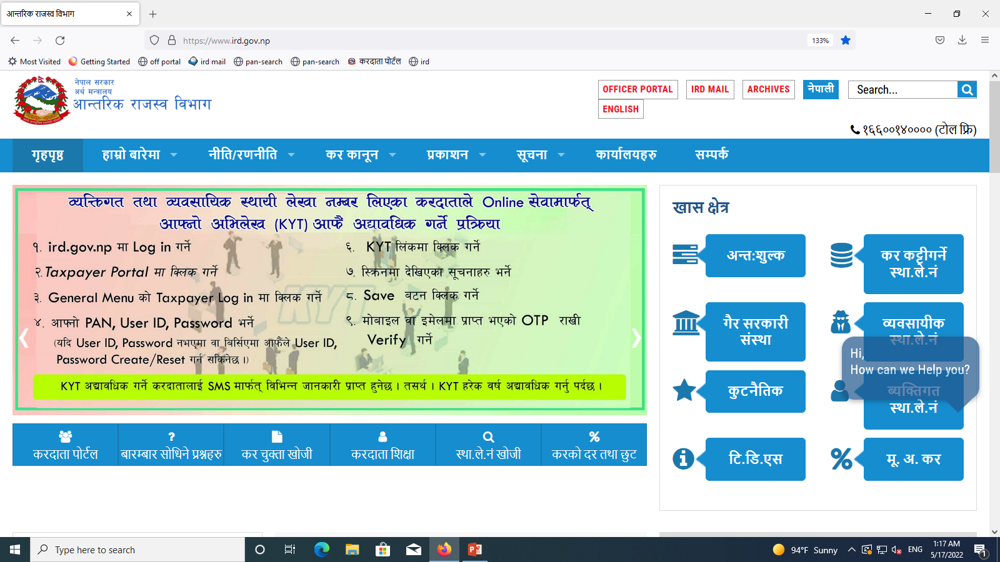 आन्तरिक राजस्व विभाग
https://www.ird.gov.np
133%
Most Visited Getting Started off portal ird mail pan-search pan-search करदाता पोर्टल ird
नेपाल सरकार
अर्थ मन्त्रालय
आन्तरिक राजस्व विभाग
OFFICER PORTAL IRD MAIL ARCHIVES नेपाली Search...
ENGLISH
१६६००१४०००० (टोल फ्रि)
गृहपृष्ठ हाम्रो बारेमा नीति/रणनीति कर कानून प्रकाशन सूचना कार्यालयहरु सम्पर्क
व्यक्तिगत तथा व्यवसायिक स्थायी लेखा नम्बर लिएका करदाताले Online सेवामार्फत्
आफ्नो अभिलेख (KYT) आफैं अद्यावधिक गर्ने प्रक्रिया
१. ird.gov.np मा Log in गर्ने
२. Taxpayer Portal मा क्लिक गर्ने
३. General Menu को Taxpayer Log in मा क्लिक गर्ने
४. आफ्नो PAN, User ID, Password भर्ने
(यदि User ID, Password नभएमा वा बिर्सिएमा आफैंले User ID,
Password Create/Reset गर्न सकिनेछ ।)
६. KYT लिंकमा क्लिक गर्ने
७. स्क्रिनमा देखिएका सूचनाहरु भर्ने
८. Save बटन क्लिक गर्ने
९. मोबाइल वा इमेलमा प्राप्त भएको OTP राखी
Verify गर्ने
KYT अद्यावधिक गर्ने करदातालाई SMS मार्फत् विभिन्न जानकारी प्राप्त हुनेछ । तसर्थ । KYT हरेक वर्ष अद्यावधिक गर्नु पर्दछ ।
करदाता पोर्टल बारम्बार सोधिने प्रश्नहरु कर चुक्ता खोजी करदाता शिक्षा स्था.ले.नं खोजी करको दर तथा छुट
खास क्षेत्र
अन्त:शुल्क
कर कट्टीगर्ने
स्था.ले.नं
गैर सरकारी
संस्था
व्यवसायीक
स्था.ले.नं
Hi,
How can we Help you?
कुटनैतिक
ब्यक्तिगत
स्था.ले.नं
टि.डि.एस
मू. अ. कर
Type here to search
94°F Sunny
ENG
1:17 AM
5/17/2022
1